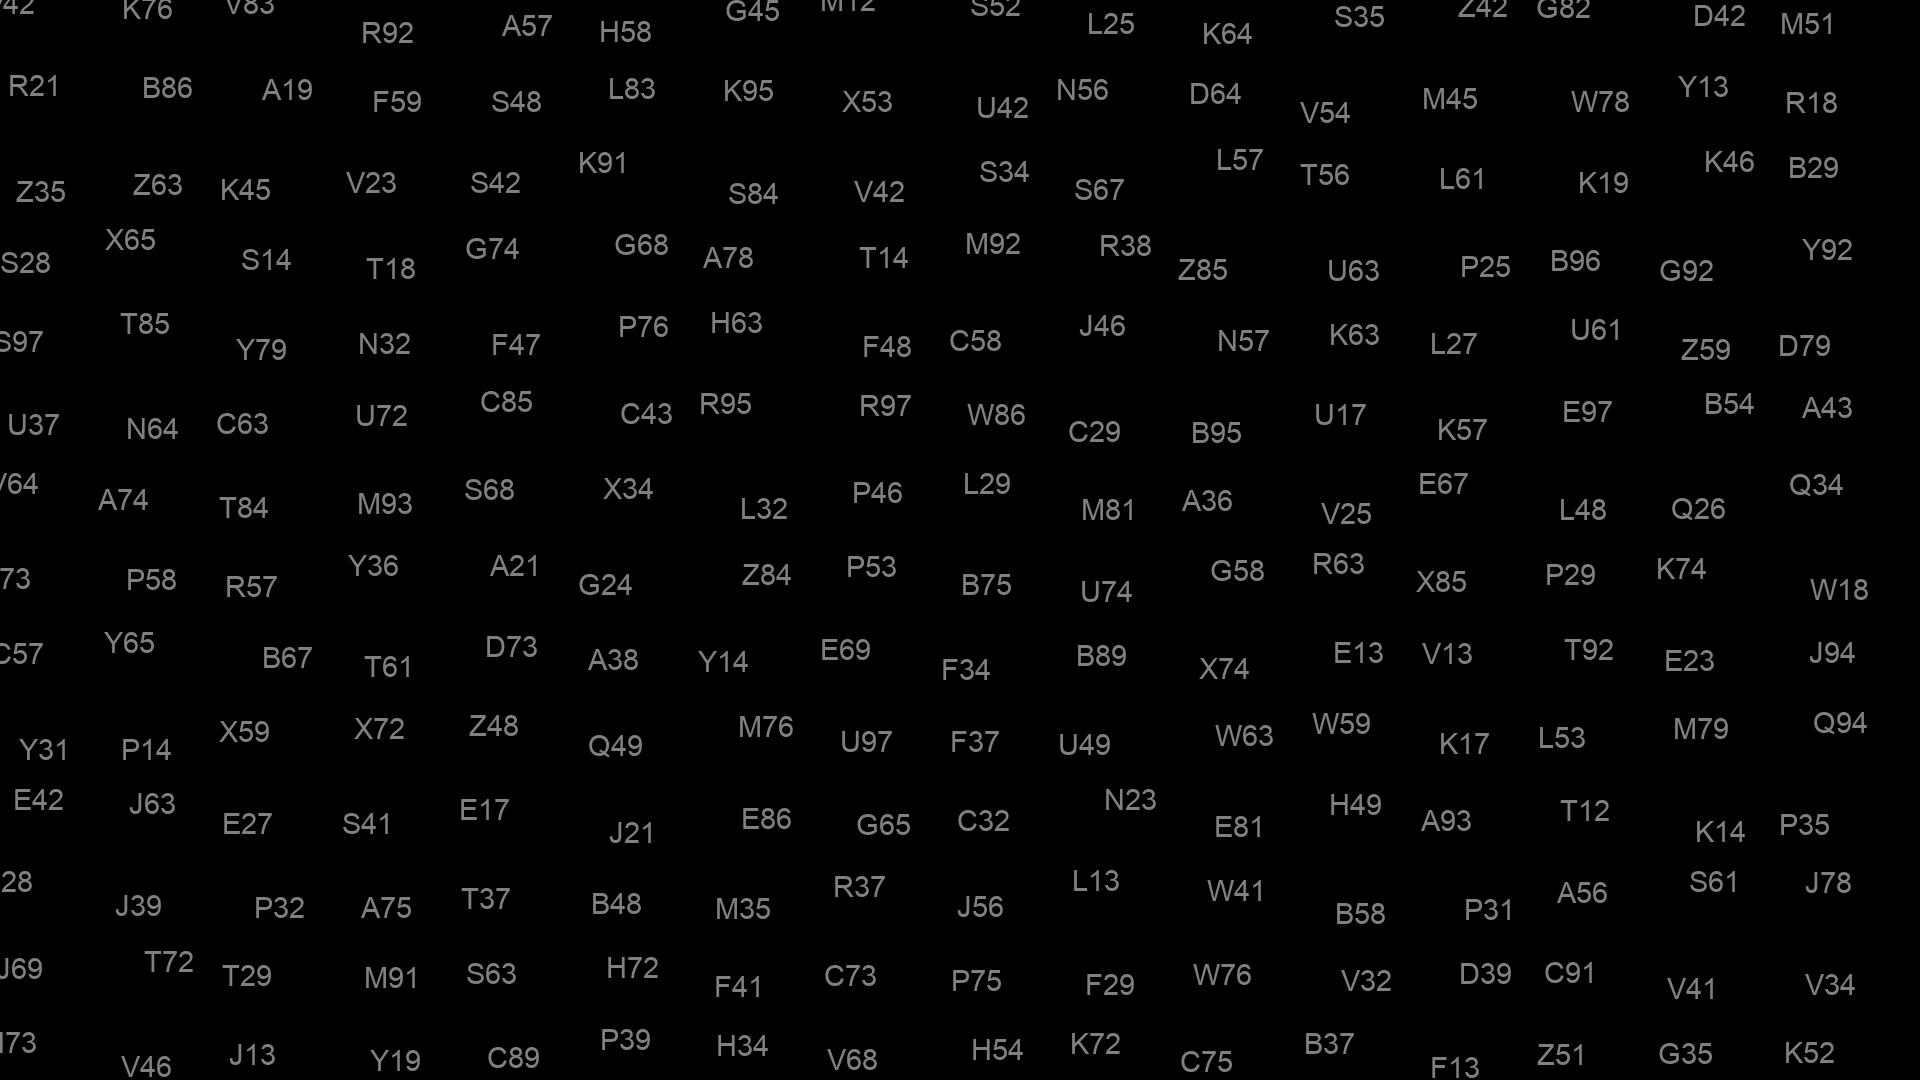 K76 V83 R92 A57 H58 G45 M12 S52 L25 K64 S35 Z42 G82 D42 M51
R21 B86 A19 F59 S48 L83 K95 X53 U42 N56 D64 V54 M45 W78 Y13 R18
Z35 Z63 K45 V23 S42 K91 S84 V42 S34 S67 L57 T56 L61 K19 K46 B29
S28 X65 S14 T18 G74 G68 A78 T14 M92 R38 Z85 U63 P25 B96 G92 Y92
S97 T85 Y79 N32 F47 P76 H63 F48 C58 J46 N57 K63 L27 U61 Z59 D79
U37 N64 C63 U72 C85 C43 R95 R97 W86 C29 B95 U17 K57 E97 B54 A43
V64 A74 T84 M93 S68 X34 L32 P46 L29 M81 A36 V25 E67 L48 Q26 Q34
73 P58 R57 Y36 A21 G24 Z84 P53 B75 U74 G58 R63 X85 P29 K74 W18
C57 Y65 B67 T61 D73 A38 Y14 E69 F34 B89 X74 E13 V13 T92 E23 J94
Y31 P14 X59 X72 Z48 Q49 M76 U97 F37 U49 W63 W59 K17 L53 M79 Q94
E42 J63 E27 S41 E17 J21 E86 G65 C32 N23 E81 H49 A93 T12 K14 P35
28 J39 P32 A75 T37 B48 M35 R37 J56 L13 W41 B58 P31 A56 S61 J78
J69 T72 T29 M91 S63 H72 F41 C73 P75 F29 W76 V32 D39 C91 V41 V34
73 V46 J13 Y19 C89 P39 H34 V68 H54 K72 C75 B37 F13 Z51 G35 K52